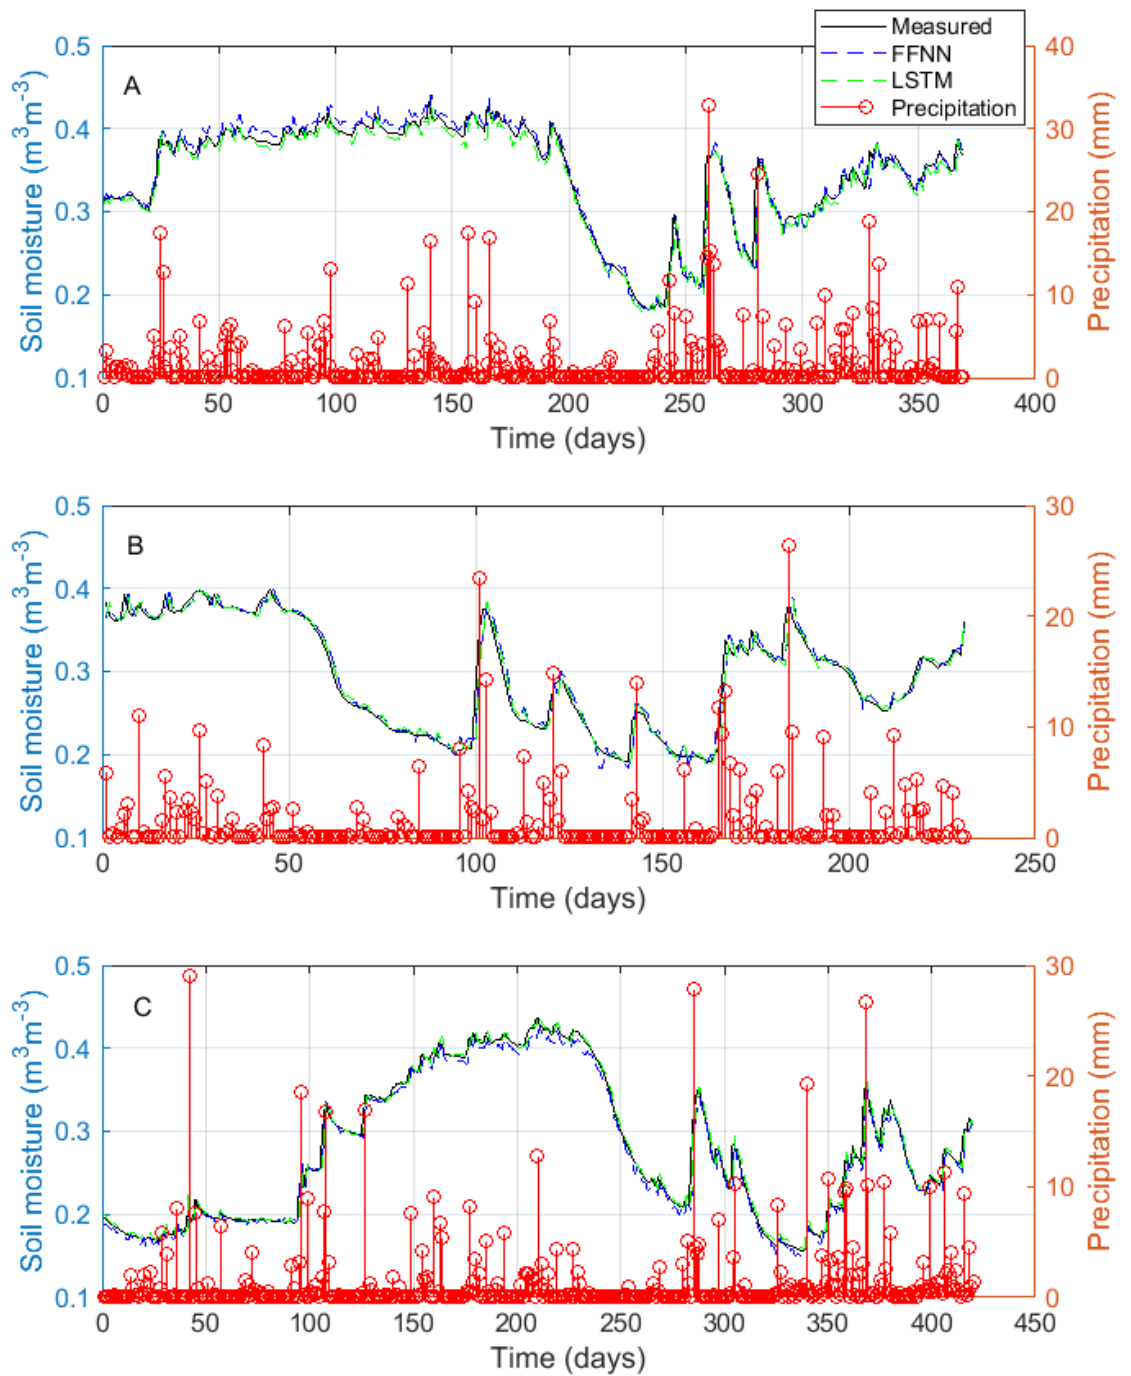 Measured
FFNN
LSTM
Precipitation
A
0.5
0.4
0.3
0.2
0.1
Soil moisture (m³m⁻³)
40
30
20
10
0
Precipitation (mm)
0 50 100 150 200 250 300 350 400
Time (days)
B
0.5
0.4
0.3
0.2
0.1
Soil moisture (m³m⁻³)
30
20
10
0
Precipitation (mm)
0 50 100 150 200 250
Time (days)
C
0.5
0.4
0.3
0.2
0.1
Soil moisture (m³m⁻³)
30
20
10
0
Precipitation (mm)
0 50 100 150 200 250 300 350 400 450
Time (days)